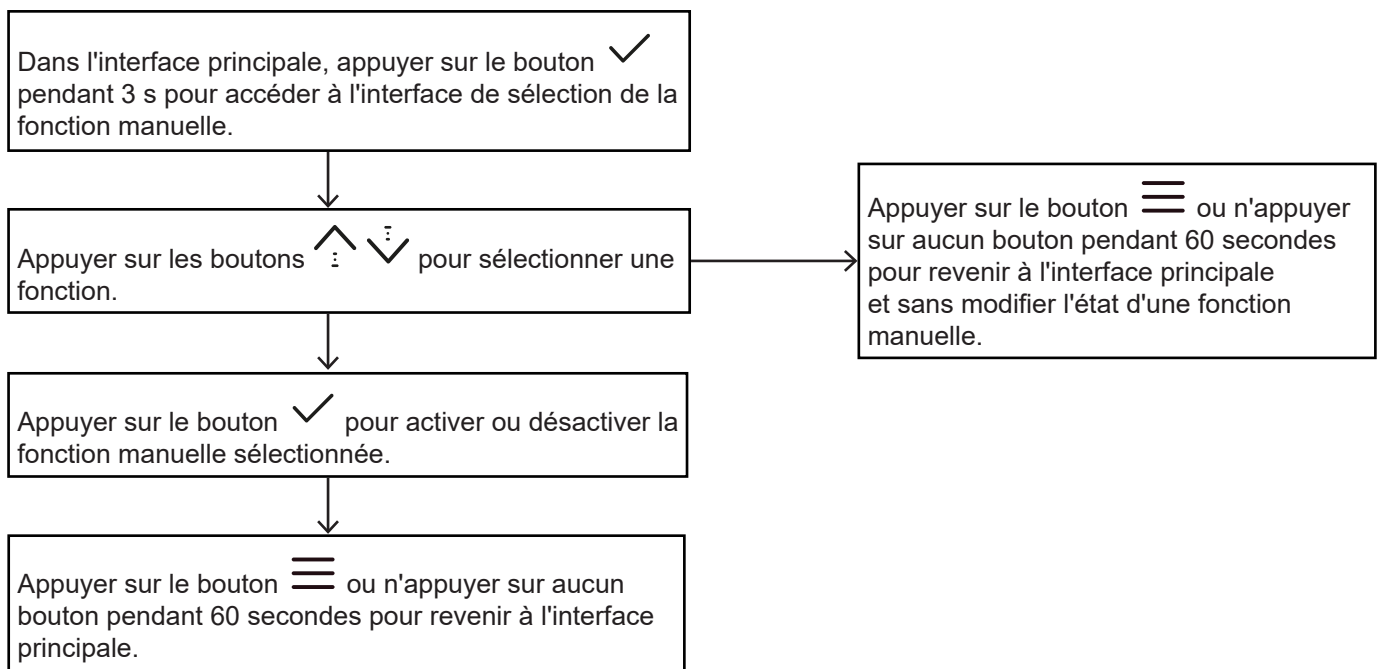 Dans l'interface principale, appuyer sur le bouton
pendant 3 s pour accéder à l'interface de sélection de la
fonction manuelle.
Appuyer sur les boutons pour sélectionner une
fonction.
Appuyer sur le bouton ou n'appuyer
sur aucun bouton pendant 60 secondes
pour revenir à l'interface principale
et sans modifier l'état d'une fonction
manuelle.
Appuyer sur le bouton pour activer ou désactiver la
fonction manuelle sélectionnée.
Appuyer sur le bouton ou n'appuyer sur aucun
bouton pendant 60 secondes pour revenir à l'interface
principale.